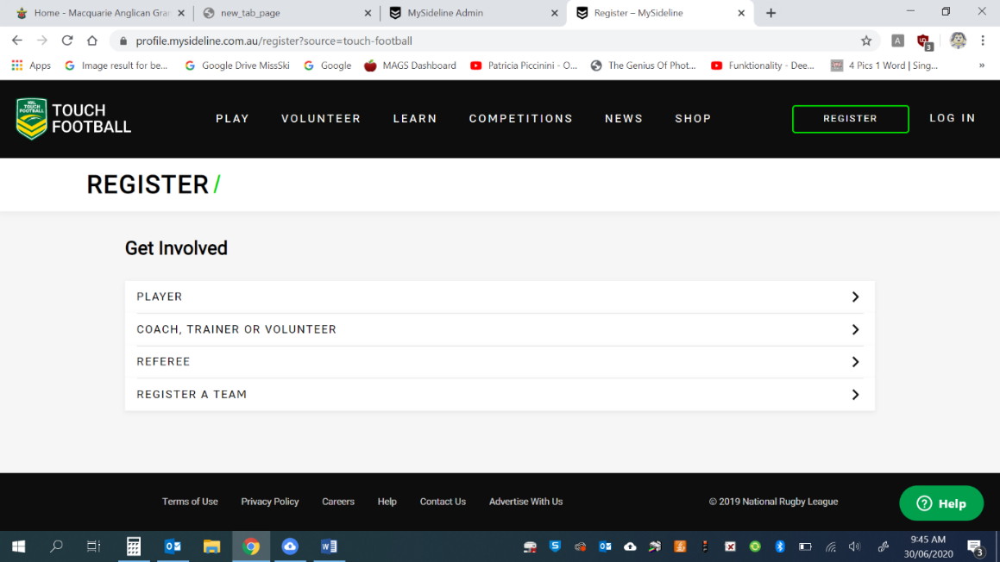 Home - Macquarie Anglican Gra
new_tab_page
MySideline Admin
Register – MySideline
profile.mysideline.com.au/register?source=touch-football
A
3
Apps
Image result for be...
Google Drive MissSki
Google
MAGS Dashboard
Patricia Piccinini - O...
The Genius Of Phot...
Funktionality - Dee...
4 Pics 1 Word | Sing...
»
NRL
TOUCH
FOOTBALL
TOUCH
FOOTBALL
PLAY
VOLUNTEER
LEARN
COMPETITIONS
NEWS
SHOP
REGISTER
LOG IN
REGISTER /
Get Involved
PLAYER
COACH, TRAINER OR VOLUNTEER
REFEREE
REGISTER A TEAM
Terms of Use
Privacy Policy
Careers
Help
Contact Us
Advertise With Us
© 2019 National Rugby League
Help
9:45 AM
30/06/2020
3